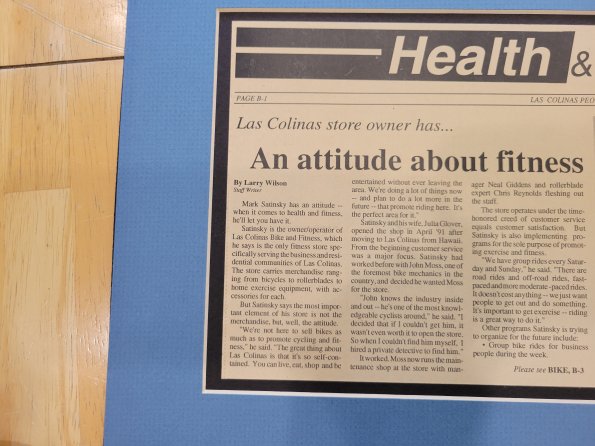 Health &
PAGE B-1
LAS COLINAS PEO
Las Colinas store owner has...
An attitude about fitness
By Larry Wilson
Staff Writer
Mark Satinsky has an attitude --
when it comes to health and fitness,
he'll let you have it.
Satinsky is the owner/operator of
Las Colinas Bike and Fitness, which
he says is the only fitness store spe-
cifically serving the business and resi-
dential communities of Las Colinas.
The store carries merchandise rang-
ing from bicycles to rollerblades to
home exercise equipment, with ac-
cessories for each.
But Satinsky says the most impor-
tant element of his store is not the
merchandise, but, well, the attitude.
"We're not here to sell bikes as
much as to promote cycling and fit-
ness," he said. "The great thing about
Las Colinas is that it's so self-con-
tained. You can live, eat, shop and be
entertained without ever leaving the
area. We're doing a lot of things now
-- and plan to do a lot more in the
future -- that promote riding here. It's
the perfect area for it."
Satinsky and his wife, Julia Glover,
opened the shop in April '91 after
moving to Las Colinas from Hawaii.
From the beginning customer service
was a major focus. Satinsky had
worked before with John Moss, one of
the foremost bike mechanics in the
country, and decided he wanted Moss
for the store.
"John knows the industry inside
and out -- he's one of the most knowl-
edgeable cyclists around," he said. "I
decided that if I couldn't get him, it
wasn't even worth it to open the store.
So when I couldn't find him myself, I
hired a private detective to find him."
It worked, Moss now runs the main-
tenance shop at the store with man-
ager Neal Giddens and rollerblade
expert Chris Reynolds fleshing out
the staff.
The store operates under the time-
honored creed of customer service
equals customer satisfaction. But
Satinsky is also implementing pro-
grams for the sole purpose of promot-
ing exercise and fitness.
"We have group rides every Satur-
day and Sunday," he said. "There are
road rides and off-road rides, fast-
paced and more moderate-paced rides.
It doesn't cost anything -- we just want
people to get out and do something.
It's important to get exercise -- riding
is a great way to do it."
Other programs Satinsky is trying
to organize for the future include:
• Group bike rides for business
people during the week.
Please see BIKE, B-3